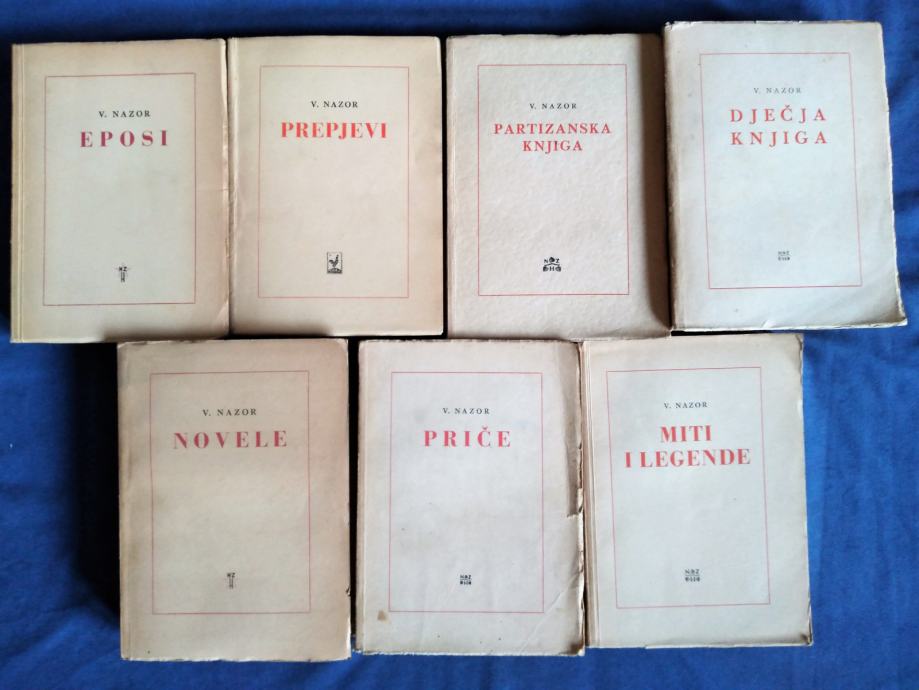 V. NAZOR
EPOSI
V. NAZOR
PREPJEVI
V. NAZOR
PARTIZANSKA
KNJIGA
V. NAZOR
DJEČJA
KNJIGA
V. NAZOR
NOVELE
V. NAZOR
PRIČE
V. NAZOR
MITI
I LEGENDE